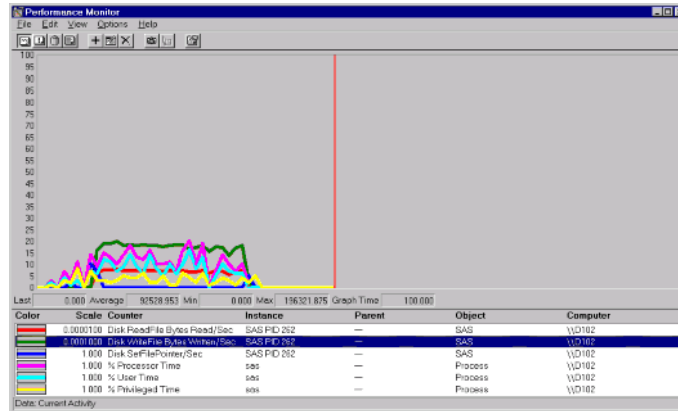 Performance Monitor
File Edit View Options Help
100
95
90
85
80
75
70
65
60
55
50
45
40
35
30
25
20
15
10
5
0
Last 0.000 Average 92528.953 Min 0.000 Max 196321.875 Graph Time 100.000
Color Scale Counter Instance Parent Object Computer
0.0000100 Disk ReadFile Bytes Read/Sec SAS PID 262 — SAS \\D102
0.0001000 Disk WriteFile Bytes Written/Sec SAS PID 262 — SAS \\D102
1.000 Disk SetFilePointer/Sec SAS PID 262 — SAS \\D102
1.000 % Processor Time sas — Process \\D102
1.000 % User Time sas — Process \\D102
1.000 % Privileged Time sas — Process \\D102
Data: Current Activity